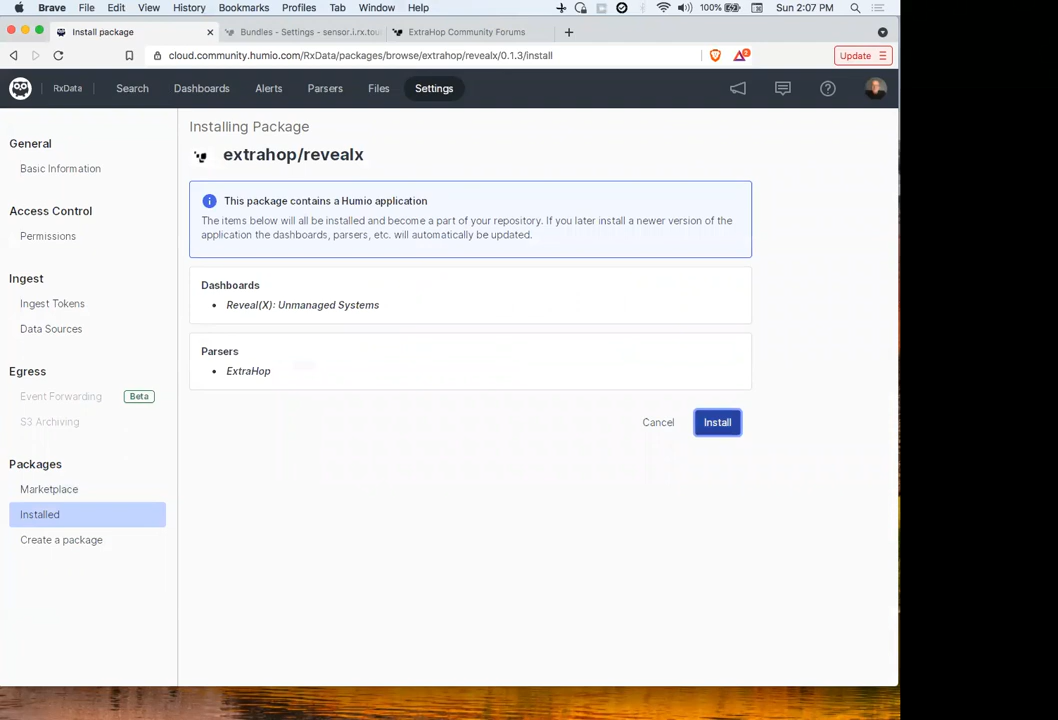 Brave File Edit View History Bookmarks Profiles Tab Window Help 100% Sun 2:07 PM
Install package
Bundles - Settings - sensor.i.rx.tou
ExtraHop Community Forums
cloud.community.humio.com/RxData/packages/browse/extrahop/revealx/0.1.3/install
2
Update
RxData Search Dashboards Alerts Parsers Files Settings
General
Basic Information
Access Control
Permissions
Ingest
Ingest Tokens
Data Sources
Egress
Event Forwarding Beta
S3 Archiving
Packages
Marketplace
Installed
Create a package
Installing Package
extrahop/revealx
This package contains a Humio application
The items below will all be installed and become a part of your repository. If you later install a newer version of the
application the dashboards, parsers, etc. will automatically be updated.
Dashboards
• Reveal(X): Unmanaged Systems
Parsers
• ExtraHop
Cancel Install